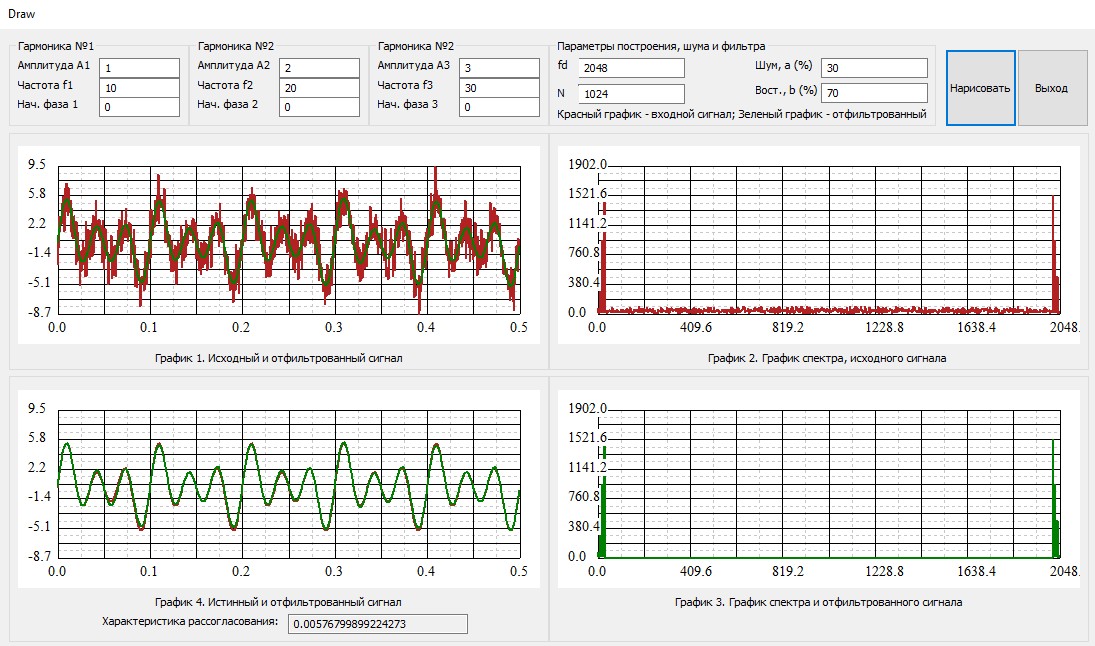 Draw
Гармоника №1
Амплитуда A1 1
Частота f1 10
Нач. фаза 1 0
Гармоника №2
Амплитуда A2 2
Частота f2 20
Нач. фаза 2 0
Гармоника №2
Амплитуда A3 3
Частота f3 30
Нач. фаза 3 0
Параметры построения, шума и фильтра
fd 2048 Шум, a (%) 30
N 1024 Вост., b (%) 70
Красный график - входной сигнал; Зеленый график - отфильтрованный
Нарисовать
Выход
9.5
5.8
2.2
-1.4
-5.1
-8.7
0.0 0.1 0.2 0.3 0.4 0.5
График 1. Исходный и отфильтрованный сигнал
1902.0
1521.6
1141.2
760.8
380.4
0.0
0.0 409.6 819.2 1228.8 1638.4 2048.
График 2. График спектра, исходного сигнала
9.5
5.8
2.2
-1.4
-5.1
-8.7
0.0 0.1 0.2 0.3 0.4 0.5
График 4. Истинный и отфильтрованный сигнал
Характеристика рассогласования: 0.00576799899224273
1902.0
1521.6
1141.2
760.8
380.4
0.0
0.0 409.6 819.2 1228.8 1638.4 2048.
График 3. График спектра и отфильтрованного сигнала